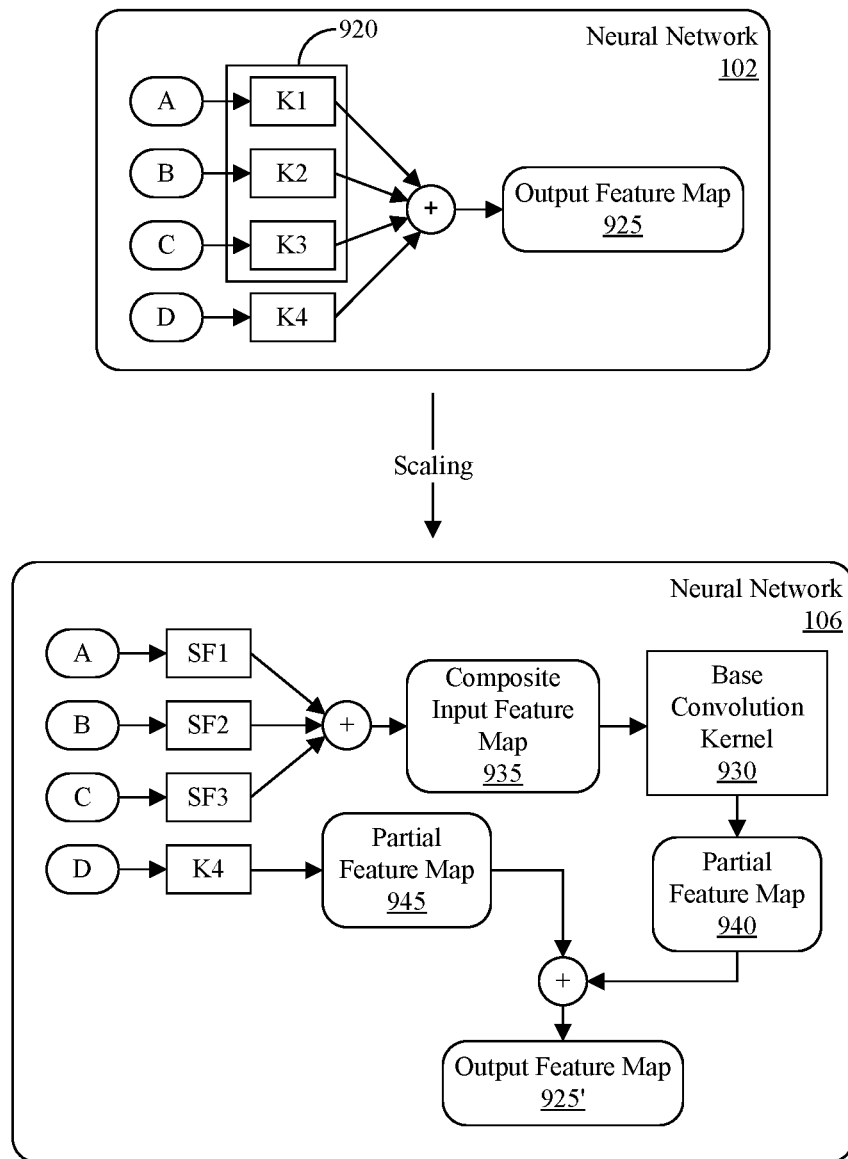 920
Neural Network
102
A
K1
B
K2
+
Output Feature Map
925
C
K3
D
K4
Scaling
Neural Network
106
A
SF1
B
SF2
+
Composite
Input Feature
Map
935
Base
Convolution
Kernel
930
C
SF3
D
K4
Partial
Feature Map
945
Partial
Feature Map
940
+
Output Feature Map
925'